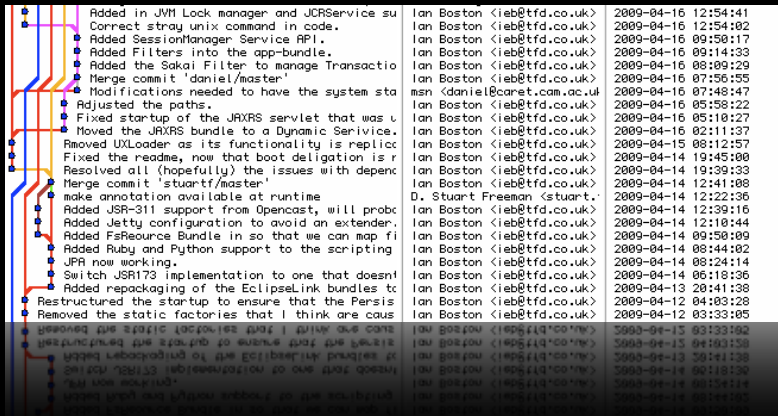 Added in JVM Lock manager and JCRService su Ian Boston <ieb@tfd.co.uk> 2009-04-16 12:54:41
Correct stray unix command in code. Ian Boston <ieb@tfd.co.uk> 2009-04-16 12:54:02
Added SessionManager Service API. Ian Boston <ieb@tfd.co.uk> 2009-04-16 09:50:17
Added Filters into the app-bundle. Ian Boston <ieb@tfd.co.uk> 2009-04-16 09:14:33
Added the Sakai Filter to manage Transactio Ian Boston <ieb@tfd.co.uk> 2009-04-16 08:09:29
Merge commit 'daniel/master' Ian Boston <ieb@tfd.co.uk> 2009-04-16 07:56:55
Modifications needed to have the system sta msn <daniel@caret.cam.ac.uk 2009-04-16 07:48:47
Adjusted the paths. Ian Boston <ieb@tfd.co.uk> 2009-04-16 05:58:22
Fixed startup of the JAXRS servlet that was u Ian Boston <ieb@tfd.co.uk> 2009-04-16 05:10:27
Moved the JAXRS bundle to a Dynamic Service. Ian Boston <ieb@tfd.co.uk> 2009-04-16 02:11:37
Rmoved UXLoader as its functionality is replic Ian Boston <ieb@tfd.co.uk> 2009-04-15 08:12:57
Fixed the readme, now that boot deligation is r Ian Boston <ieb@tfd.co.uk> 2009-04-14 19:45:00
Resolved all (hopefully) the issues with depen Ian Boston <ieb@tfd.co.uk> 2009-04-14 19:39:33
Merge commit 'stuartf/master' Ian Boston <ieb@tfd.co.uk> 2009-04-14 12:41:08
make annotation available at runtime D. Stuart Freeman <stuart. 2009-04-14 12:22:36
Added JSR-311 support from Opencast, will proba Ian Boston <ieb@tfd.co.uk> 2009-04-14 12:39:16
Added Jetty configuration to avoid an extender. Ian Boston <ieb@tfd.co.uk> 2009-04-14 12:10:44
Added FsReource Bundle in so that we can map fi Ian Boston <ieb@tfd.co.uk> 2009-04-14 09:50:09
Added Ruby and Python support to the scripting Ian Boston <ieb@tfd.co.uk> 2009-04-14 08:44:02
JPA now working. Ian Boston <ieb@tfd.co.uk> 2009-04-14 08:24:14
Switch JSR173 implementation to one that doesnt Ian Boston <ieb@tfd.co.uk> 2009-04-14 06:18:36
Added repackaging of the EclipseLink bundles to Ian Boston <ieb@tfd.co.uk> 2009-04-13 20:41:38
Restructured the startup to ensure that the Persis Ian Boston <ieb@tfd.co.uk> 2009-04-12 04:03:28
Removed the static factories that I think are caus Ian Boston <ieb@tfd.co.uk> 2009-04-12 03:33:05